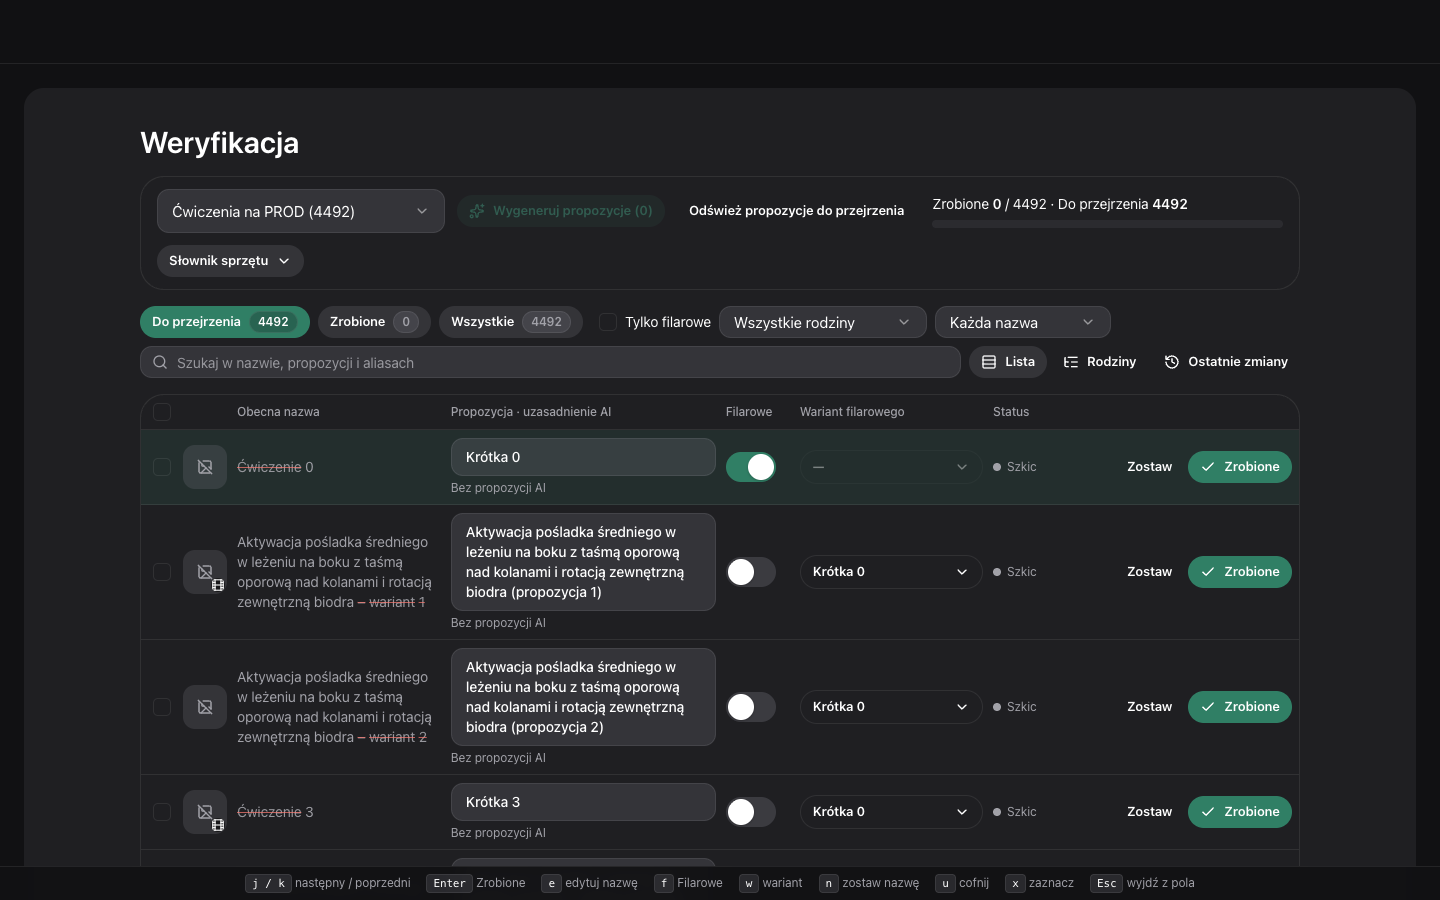 Weryfikacja
Ćwiczenia na PROD (4492)
Wygeneruj propozycje (0)
Odśwież propozycje do przejrzenia
Zrobione 0 / 4492 · Do przejrzenia 4492
Słownik sprzętu
Do przejrzenia 4492
Zrobione 0
Wszystkie 4492
Tylko filarowe
Wszystkie rodziny
Każda nazwa
Szukaj w nazwie, propozycji i aliasach
Lista
Rodziny
Ostatnie zmiany
Obecna nazwa
Propozycja · uzasadnienie AI
Filarowe
Wariant filarowego
Status
Ćwiczenie 0
Krótka 0
Bez propozycji AI
—
Szkic
Zostaw
Zrobione
Aktywacja pośladka średniego
w leżeniu na boku z taśmą
oporową nad kolanami i rotacją
zewnętrzną biodra – wariant 1
Aktywacja pośladka średniego w
leżeniu na boku z taśmą oporową
nad kolanami i rotacją zewnętrzną
biodra (propozycja 1)
Bez propozycji AI
Krótka 0
Szkic
Zostaw
Zrobione
Aktywacja pośladka średniego
w leżeniu na boku z taśmą
oporową nad kolanami i rotacją
zewnętrzną biodra – wariant 2
Aktywacja pośladka średniego w
leżeniu na boku z taśmą oporową
nad kolanami i rotacją zewnętrzną
biodra (propozycja 2)
Bez propozycji AI
Krótka 0
Szkic
Zostaw
Zrobione
Ćwiczenie 3
Krótka 3
Bez propozycji AI
Krótka 0
Szkic
Zostaw
Zrobione
j / k następny / poprzedni Enter Zrobione e edytuj nazwę f Filarowe w wariant n zostaw nazwę u cofnij x zaznacz Esc wyjdź z pola